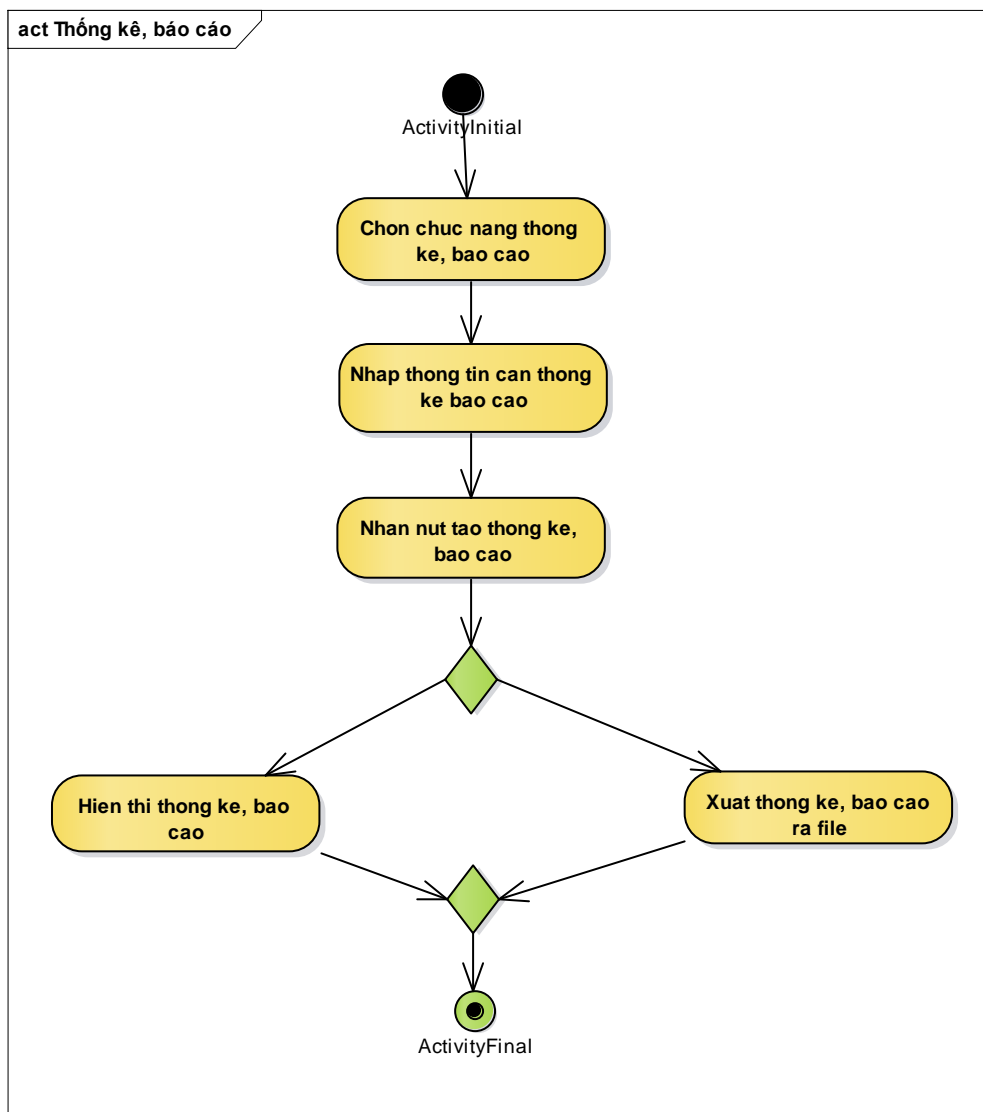 act Thống kê, báo cáo
ActivityInitial
Chon chuc nang thong
ke, bao cao
Nhap thong tin can thong
ke bao cao
Nhan nut tao thong ke,
bao cao
Hien thi thong ke, bao
cao
Xuat thong ke, bao cao
ra file
ActivityFinal